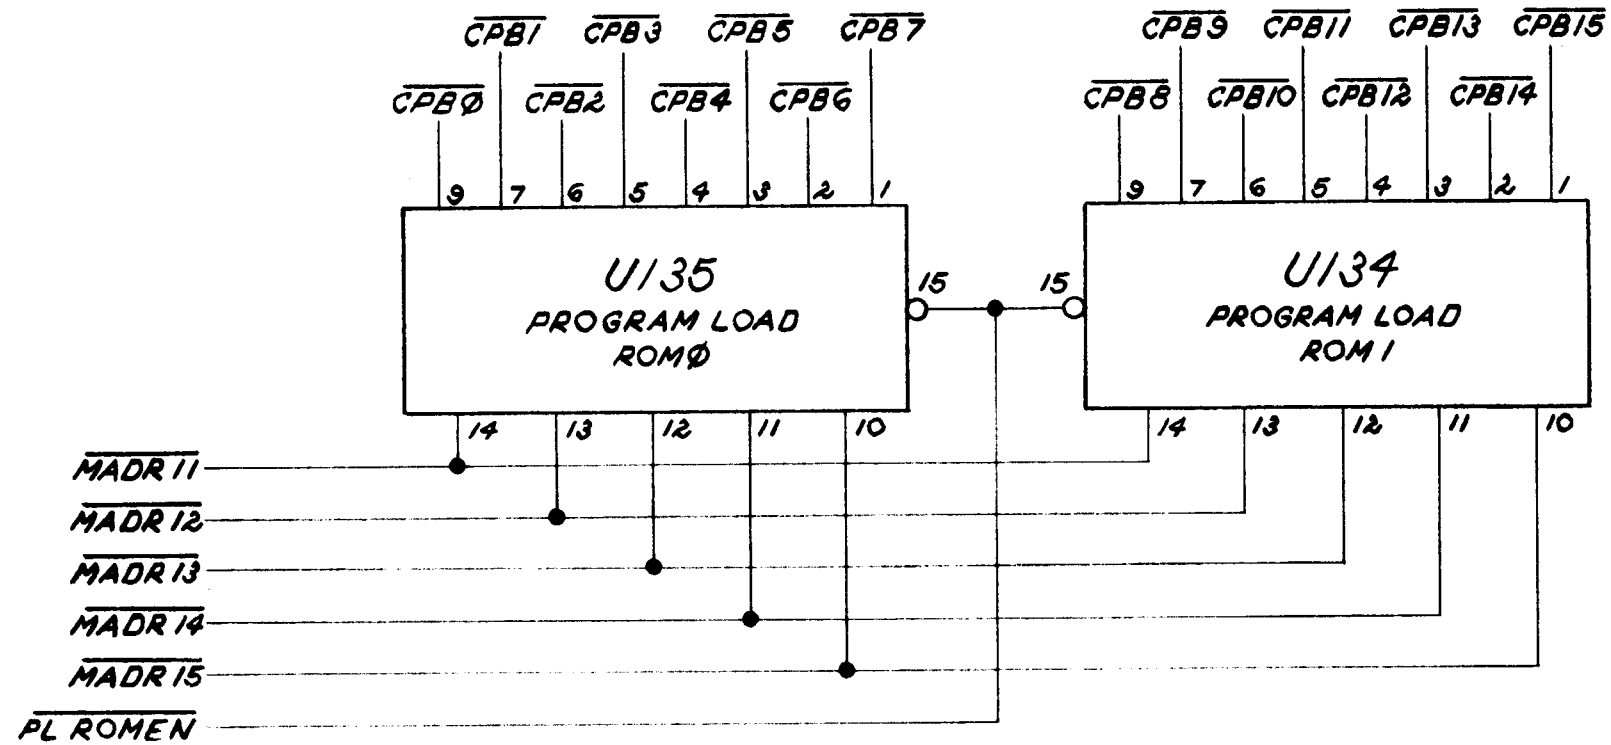 CPB1 CPB3 CPB5 CPB7 CPB9 CPB11 CPB13 CPB15
CPBØ CPB2 CPB4 CPB6 CPB8 CPB10 CPB12 CPB14
9 7 6 5 4 3 2 1 9 7 6 5 4 3 2 1
U135
PROGRAM LOAD
ROMØ
15 15
U134
PROGRAM LOAD
ROM 1
14 13 12 11 10 14 13 12 11 10
MADR 11
MADR 12
MADR 13
MADR 14
MADR 15
PL ROMEN